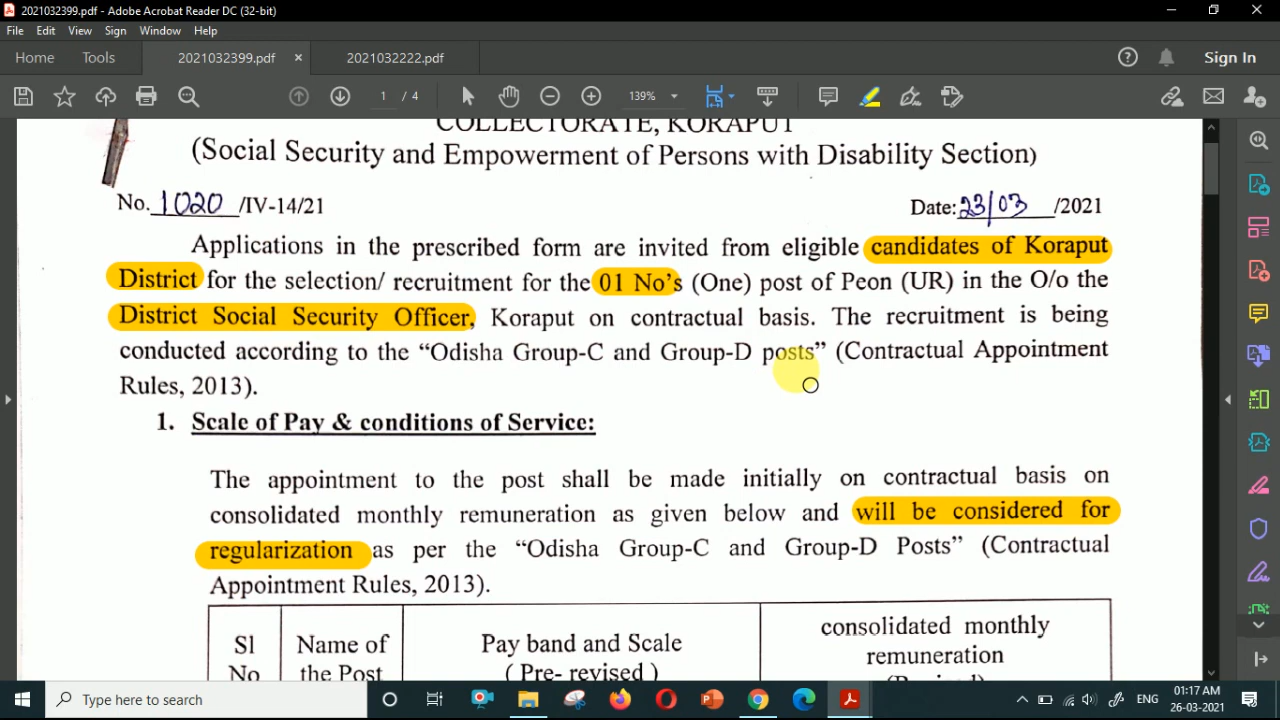 2021032399.pdf - Adobe Acrobat Reader DC (32-bit)
File Edit View Sign Window Help
Home Tools 2021032399.pdf × 2021032222.pdf Sign In
1 / 4 139%
COLLECTORATE, KORAPUT
(Social Security and Empowerment of Persons with Disability Section)
No. 1020 /IV-14/21 Date: 23/03 /2021
Applications in the prescribed form are invited from eligible candidates of Koraput
District for the selection/ recruitment for the 01 No's (One) post of Peon (UR) in the O/o the
District Social Security Officer, Koraput on contractual basis. The recruitment is being
conducted according to the “Odisha Group-C and Group-D posts” (Contractual Appointment
Rules, 2013).
1. Scale of Pay & conditions of Service:
The appointment to the post shall be made initially on contractual basis on
consolidated monthly remuneration as given below and will be considered for
regularization as per the “Odisha Group-C and Group-D Posts” (Contractual
Appointment Rules, 2013).
Sl Name of Pay band and Scale consolidated monthly
No the Post ( Pre- revised ) remuneration
(Revised)
Type here to search ENG 01:17 AM
26-03-2021